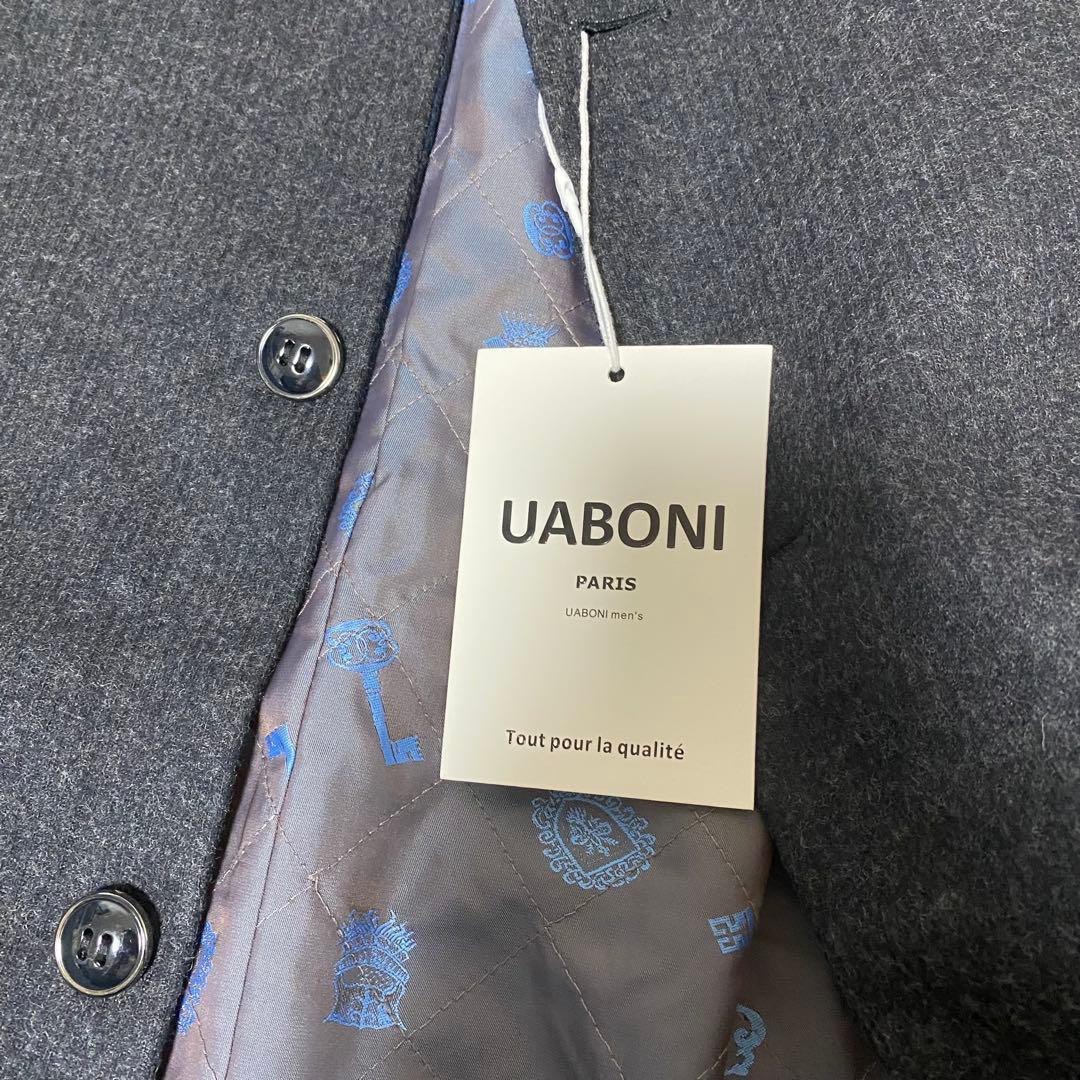 UABONI
PARIS
UABONI men's
Tout pour la qualité